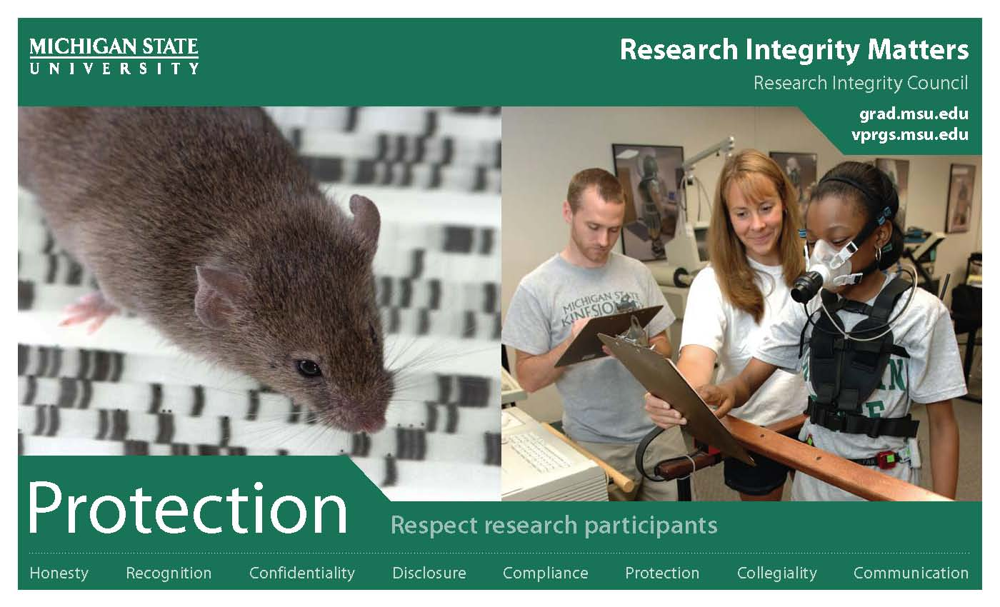 MICHIGAN STATE
UNIVERSITY
Research Integrity Matters
Research Integrity Council
grad.msu.edu
vprgs.msu.edu
MICHIGAN STATE
Protection
Respect research participants
Honesty Recognition Confidentiality Disclosure Compliance Protection Collegiality Communication